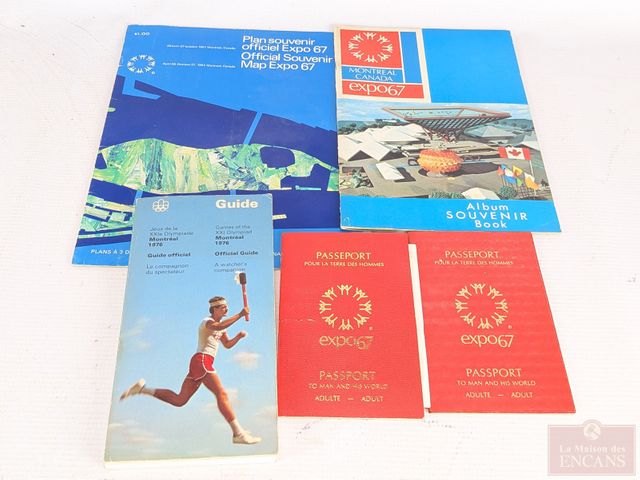 $1.00
Plan souvenir
officiel Expo 67
Official Souvenir
Map Expo 67
PLANS À 3 D
MONTREAL
CANADA
expo67
Album
SOUVENIR
Book
Guide
Jeux de la
XXIe Olympiade
Montréal
1976
Guide officiel
Le compagnon
du spectateur
Games of the
XXI Olympiad
Montréal
1976
Official Guide
A watcher's
companion
PASSEPORT
POUR LA TERRE DES HOMMES
expo67
PASSPORT
TO MAN AND HIS WORLD
ADULTE — ADULT
PASSEPORT
POUR LA TERRE DES HOMMES
expo67
PASSPORT
TO MAN AND HIS WORLD
ADULTE — ADULT
La Maison des
ENCANS